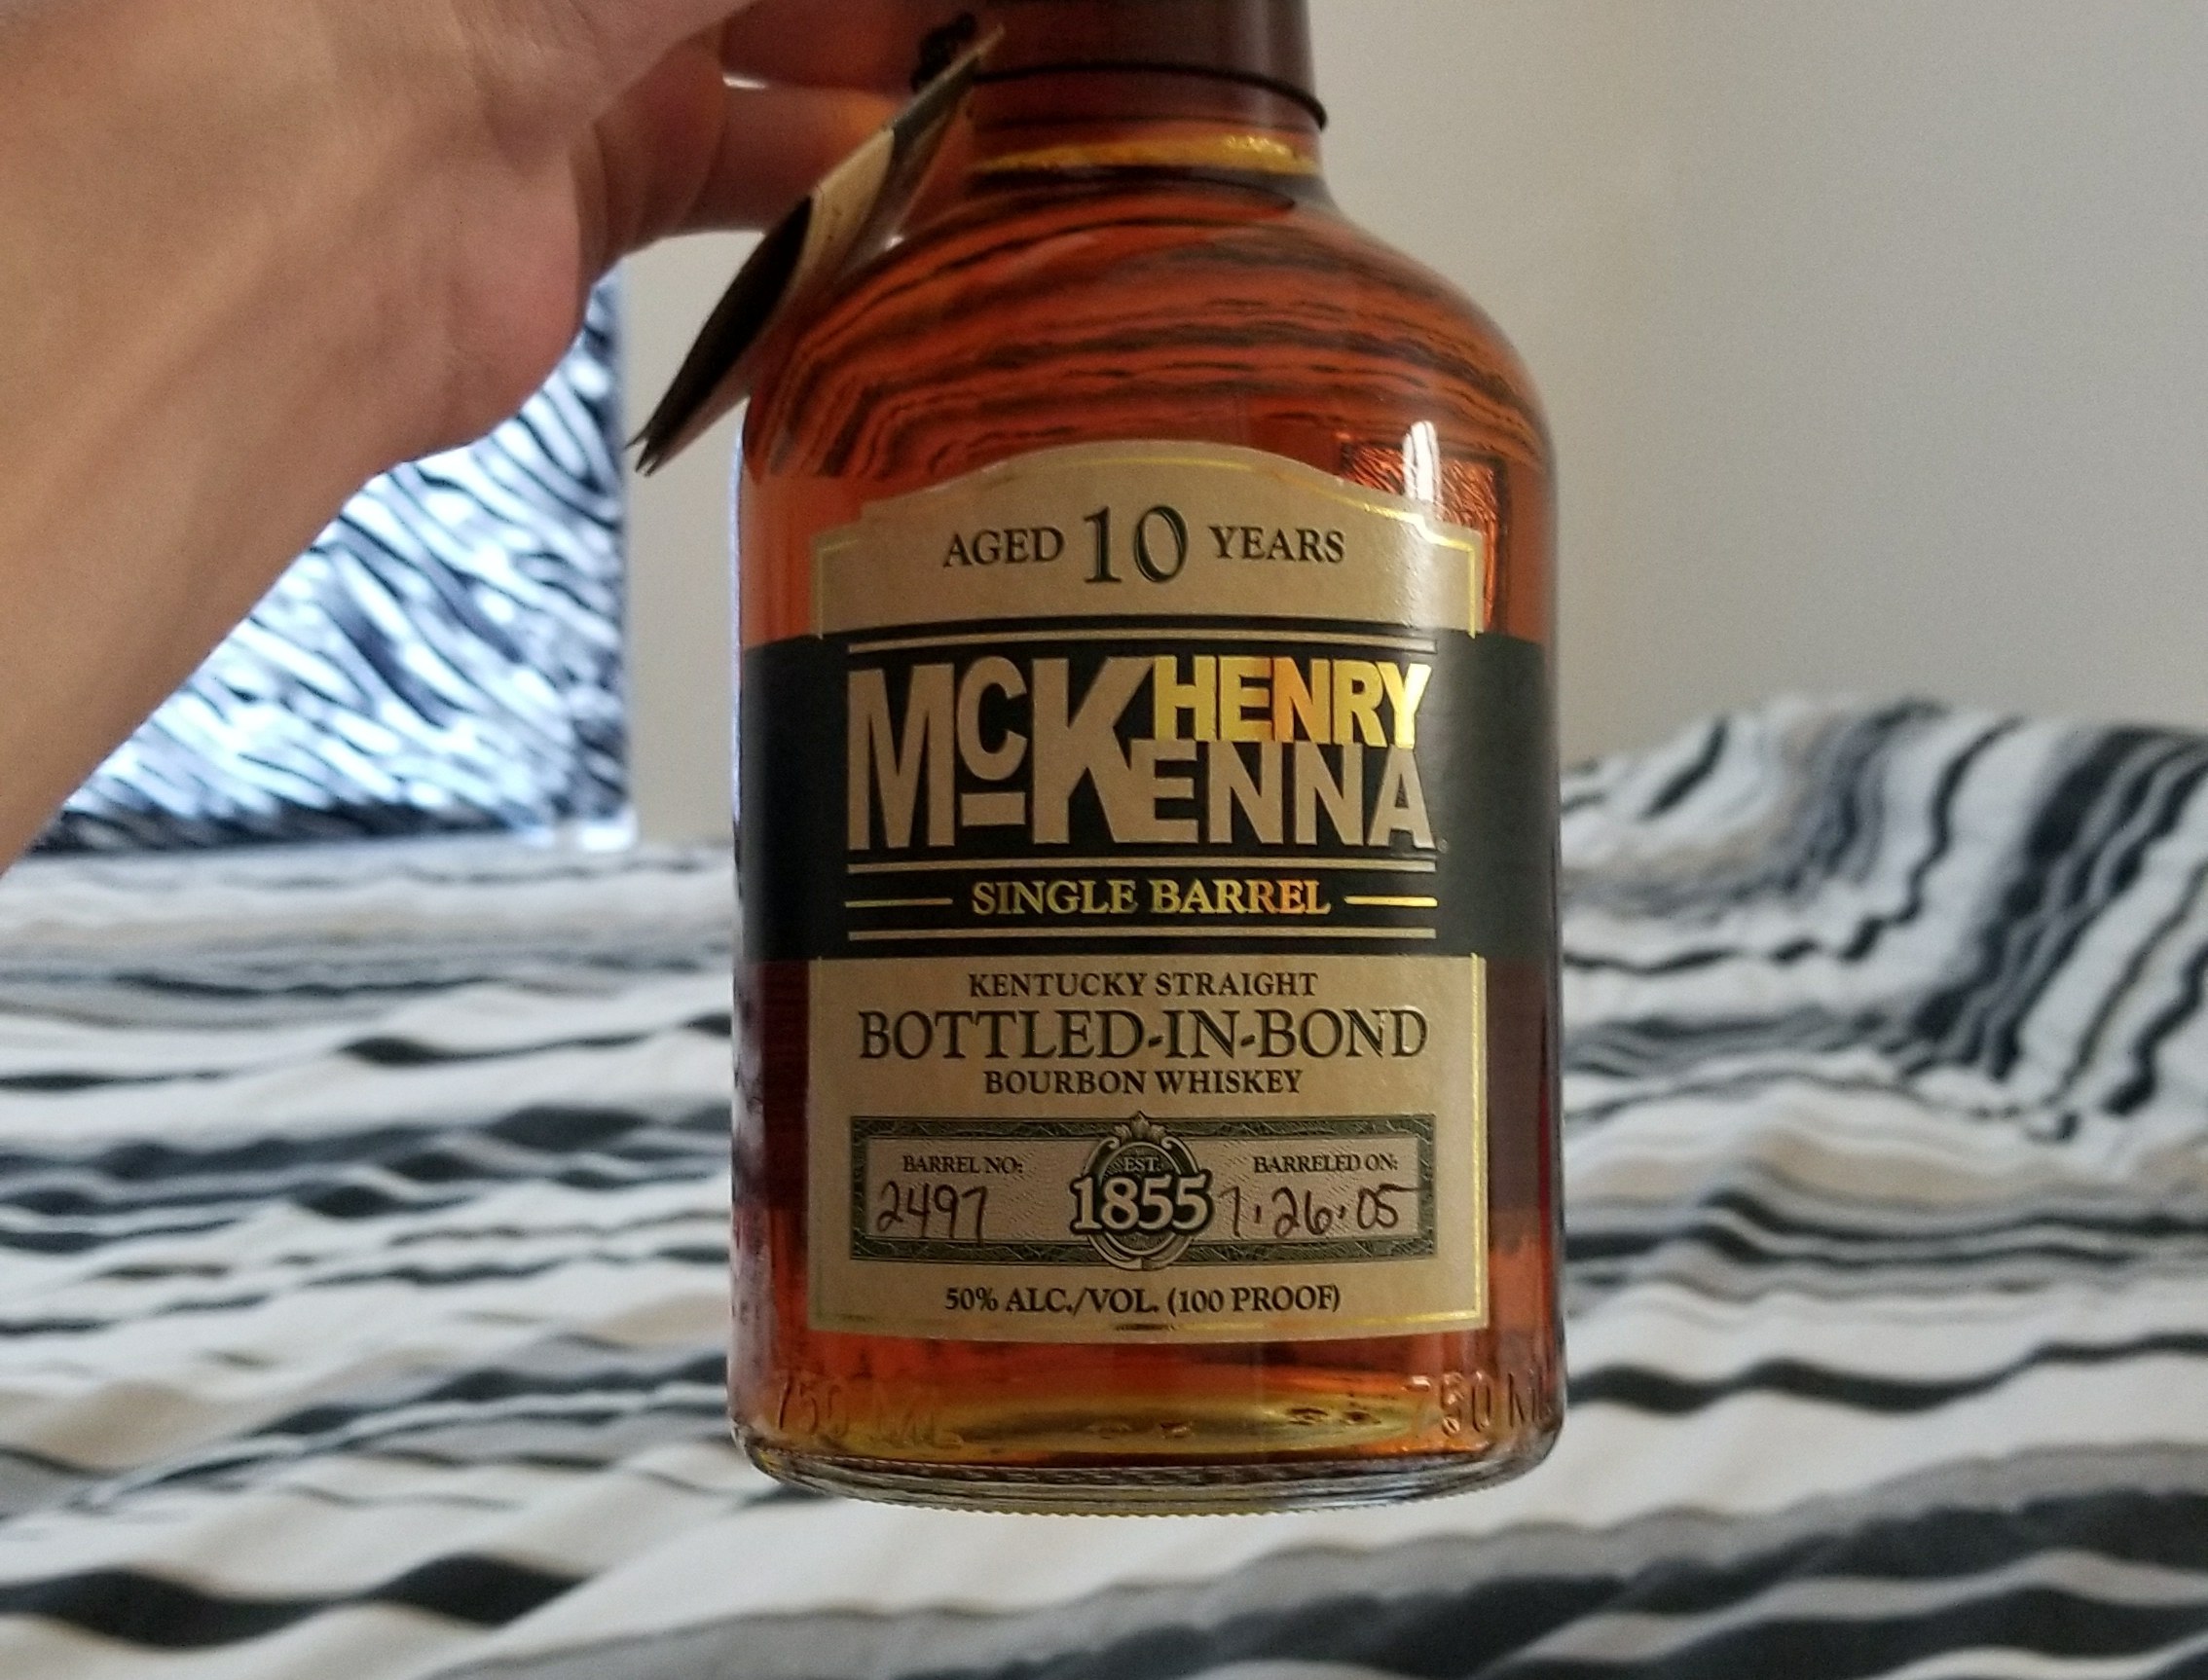 AGED 10 YEARS
HENRY
McKENNA
SINGLE BARREL
KENTUCKY STRAIGHT
BOTTLED-IN-BOND
BOURBON WHISKEY
BARREL NO:
2497
EST.
1855
BARRELED ON:
7.26.05
50% ALC./VOL. (100 PROOF)
750 ML
750 ML